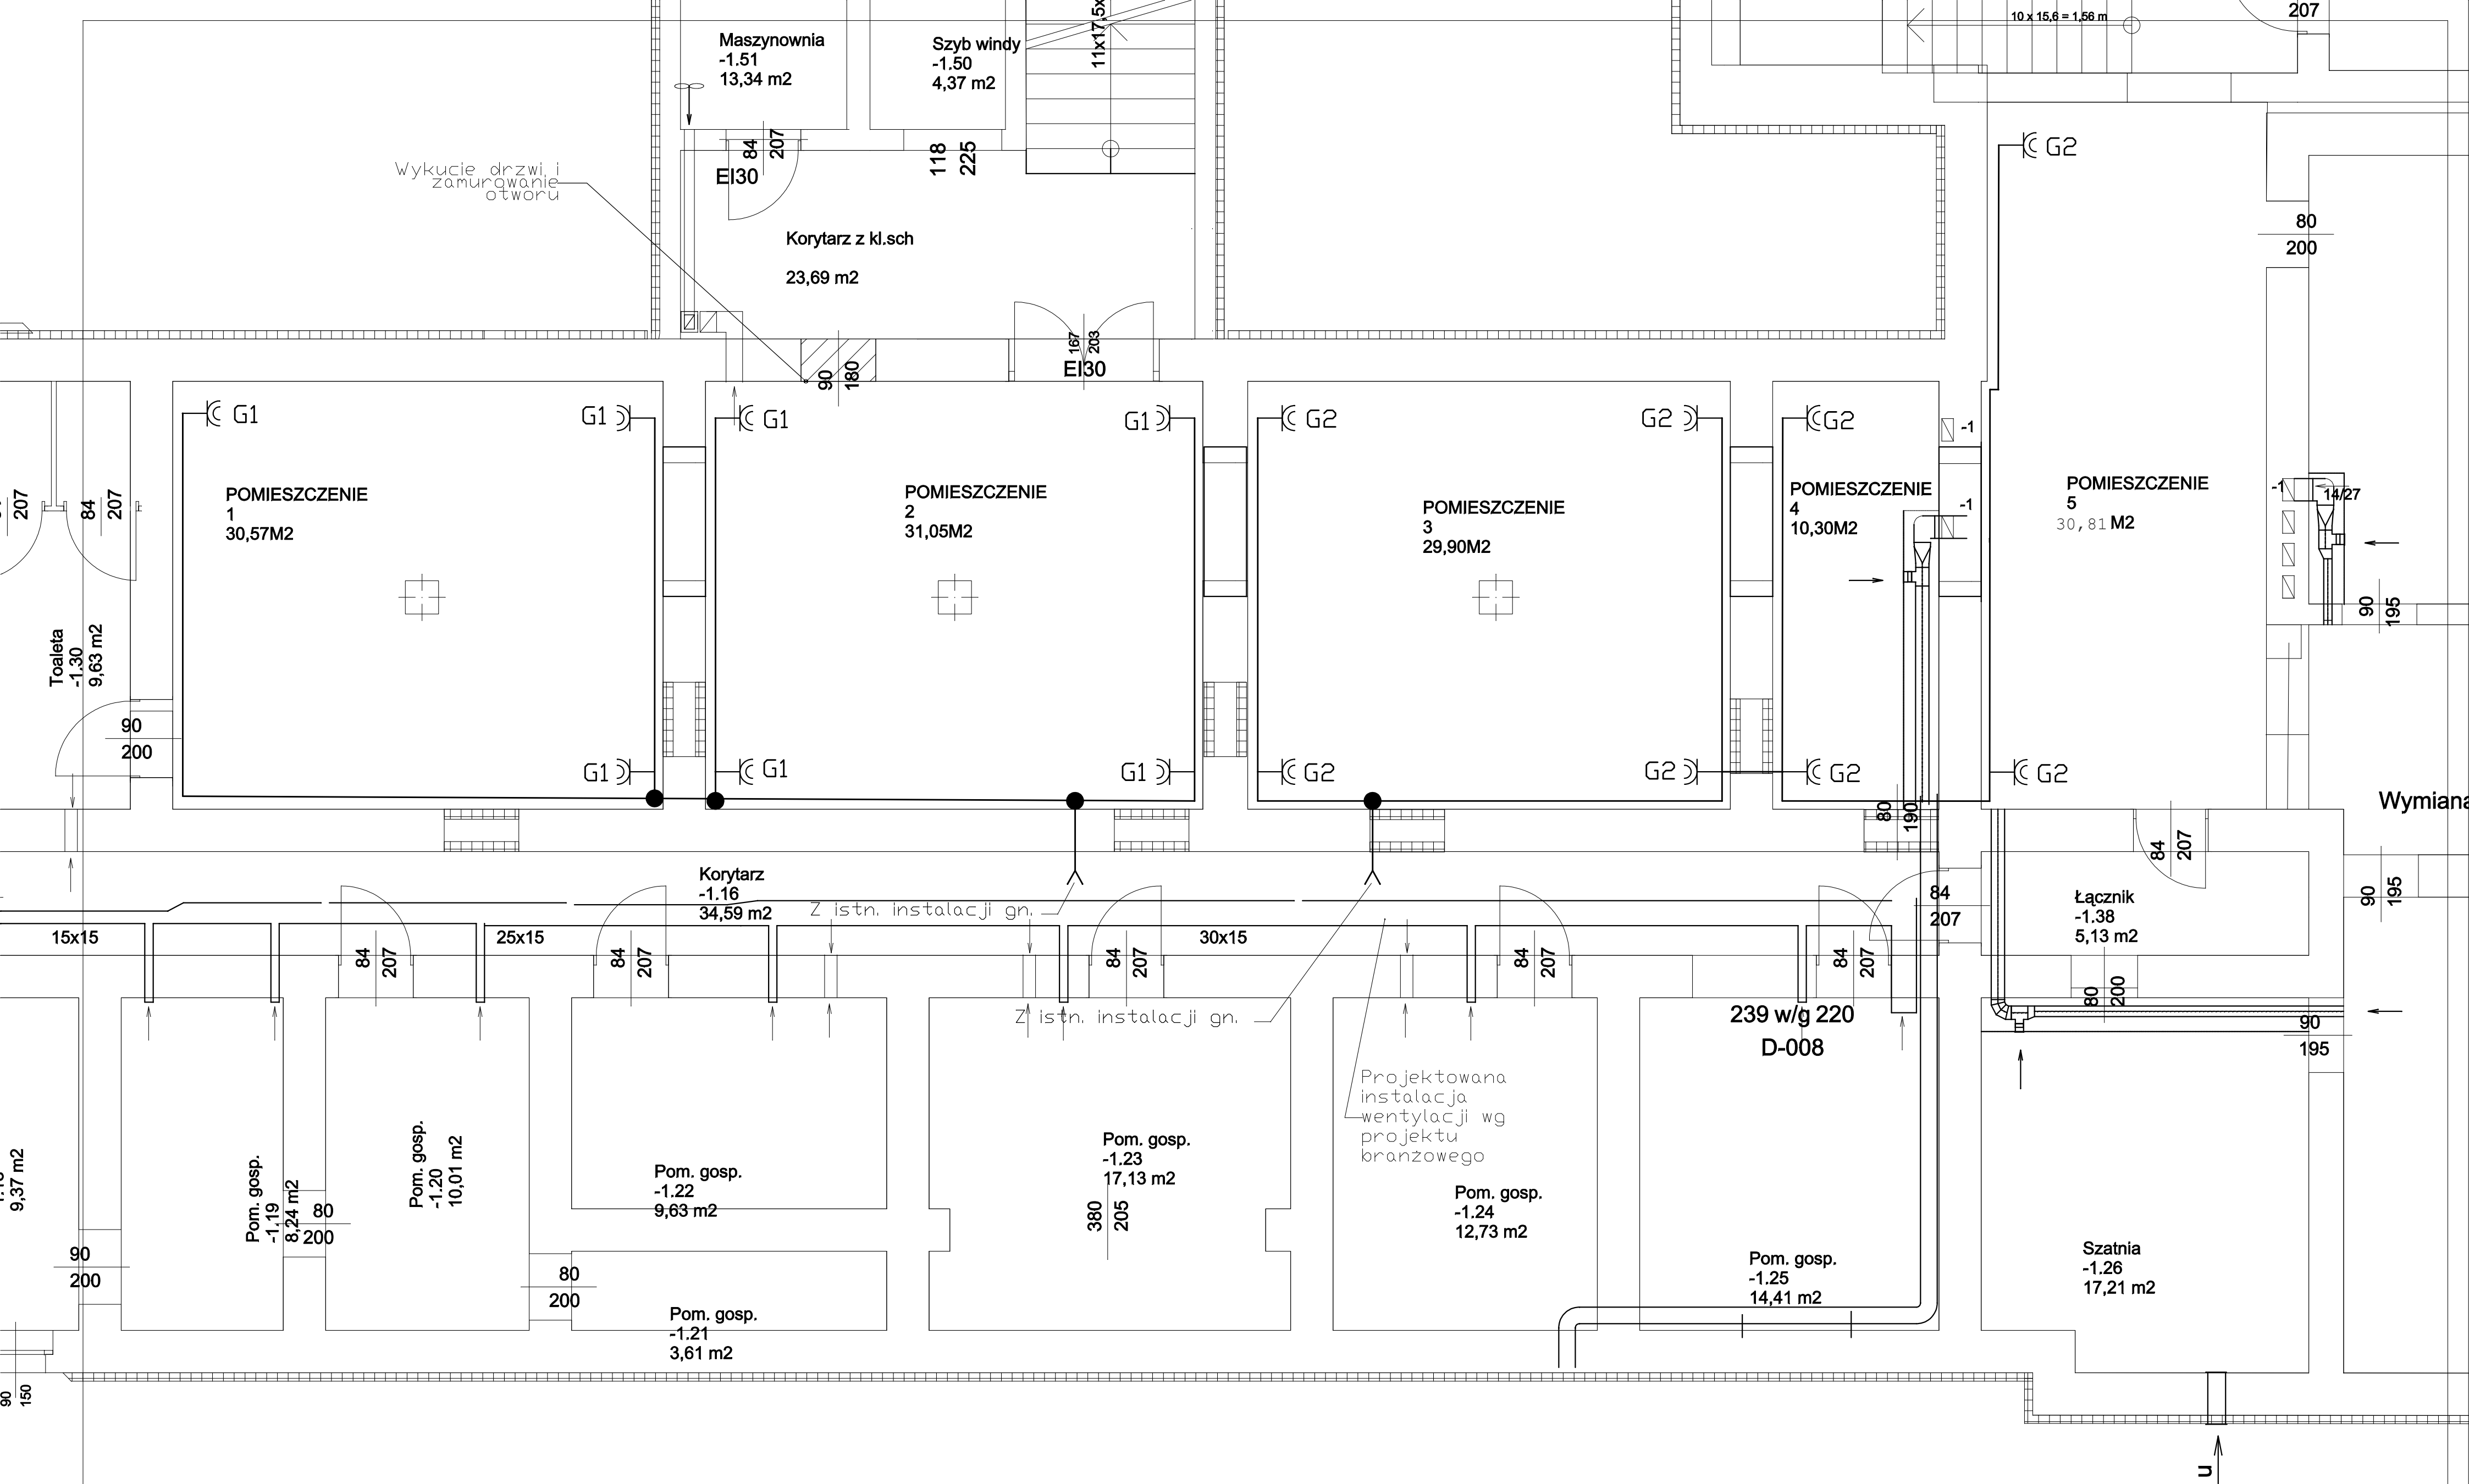 Maszynownia
-1.51
13,34 m2
Szyb windy
-1.50
4,37 m2
10 x 15,6 = 1,56 m
207
Wykucie drzwi i
zamurowanie
otworu
84
207
EI30
118
225
G2
80
200
Korytarz z kl.sch
23,69 m2
167
203
EI30
90
180
G1
G1
G1
G1
G2
G2
G2
-1
POMIESZCZENIE
1
30,57M2
POMIESZCZENIE
2
31,05M2
POMIESZCZENIE
3
29,90M2
POMIESZCZENIE
4
10,30M2
-1
POMIESZCZENIE
5
30,81 M2
-1
14/27
207
84
207
90
195
Toaleta
-1.30
9,63 m2
90
200
G1
G1
G1
G2
G2
G2
G2
80
190
Wymiana
84
207
Korytarz
-1.16
34,59 m2
Z istn. instalacji gn.
84
207
Łącznik
-1.38
5,13 m2
90
195
15x15
25x15
30x15
84
207
84
207
84
207
84
207
84
207
80
200
Z istn. instalacji gn.
239 w/g 220
D-008
90
195
Projektowana
instalacja
wentylacji wg
projektu
branżowego
9,37 m2
Pom. gosp.
-1.19
8,24 m2
Pom. gosp.
-1.20
10,01 m2
Pom. gosp.
-1.22
9,63 m2
Pom. gosp.
-1.23
17,13 m2
380
205
Pom. gosp.
-1.24
12,73 m2
80
200
90
200
80
200
Pom. gosp.
-1.25
14,41 m2
Szatnia
-1.26
17,21 m2
Pom. gosp.
-1.21
3,61 m2
90
150